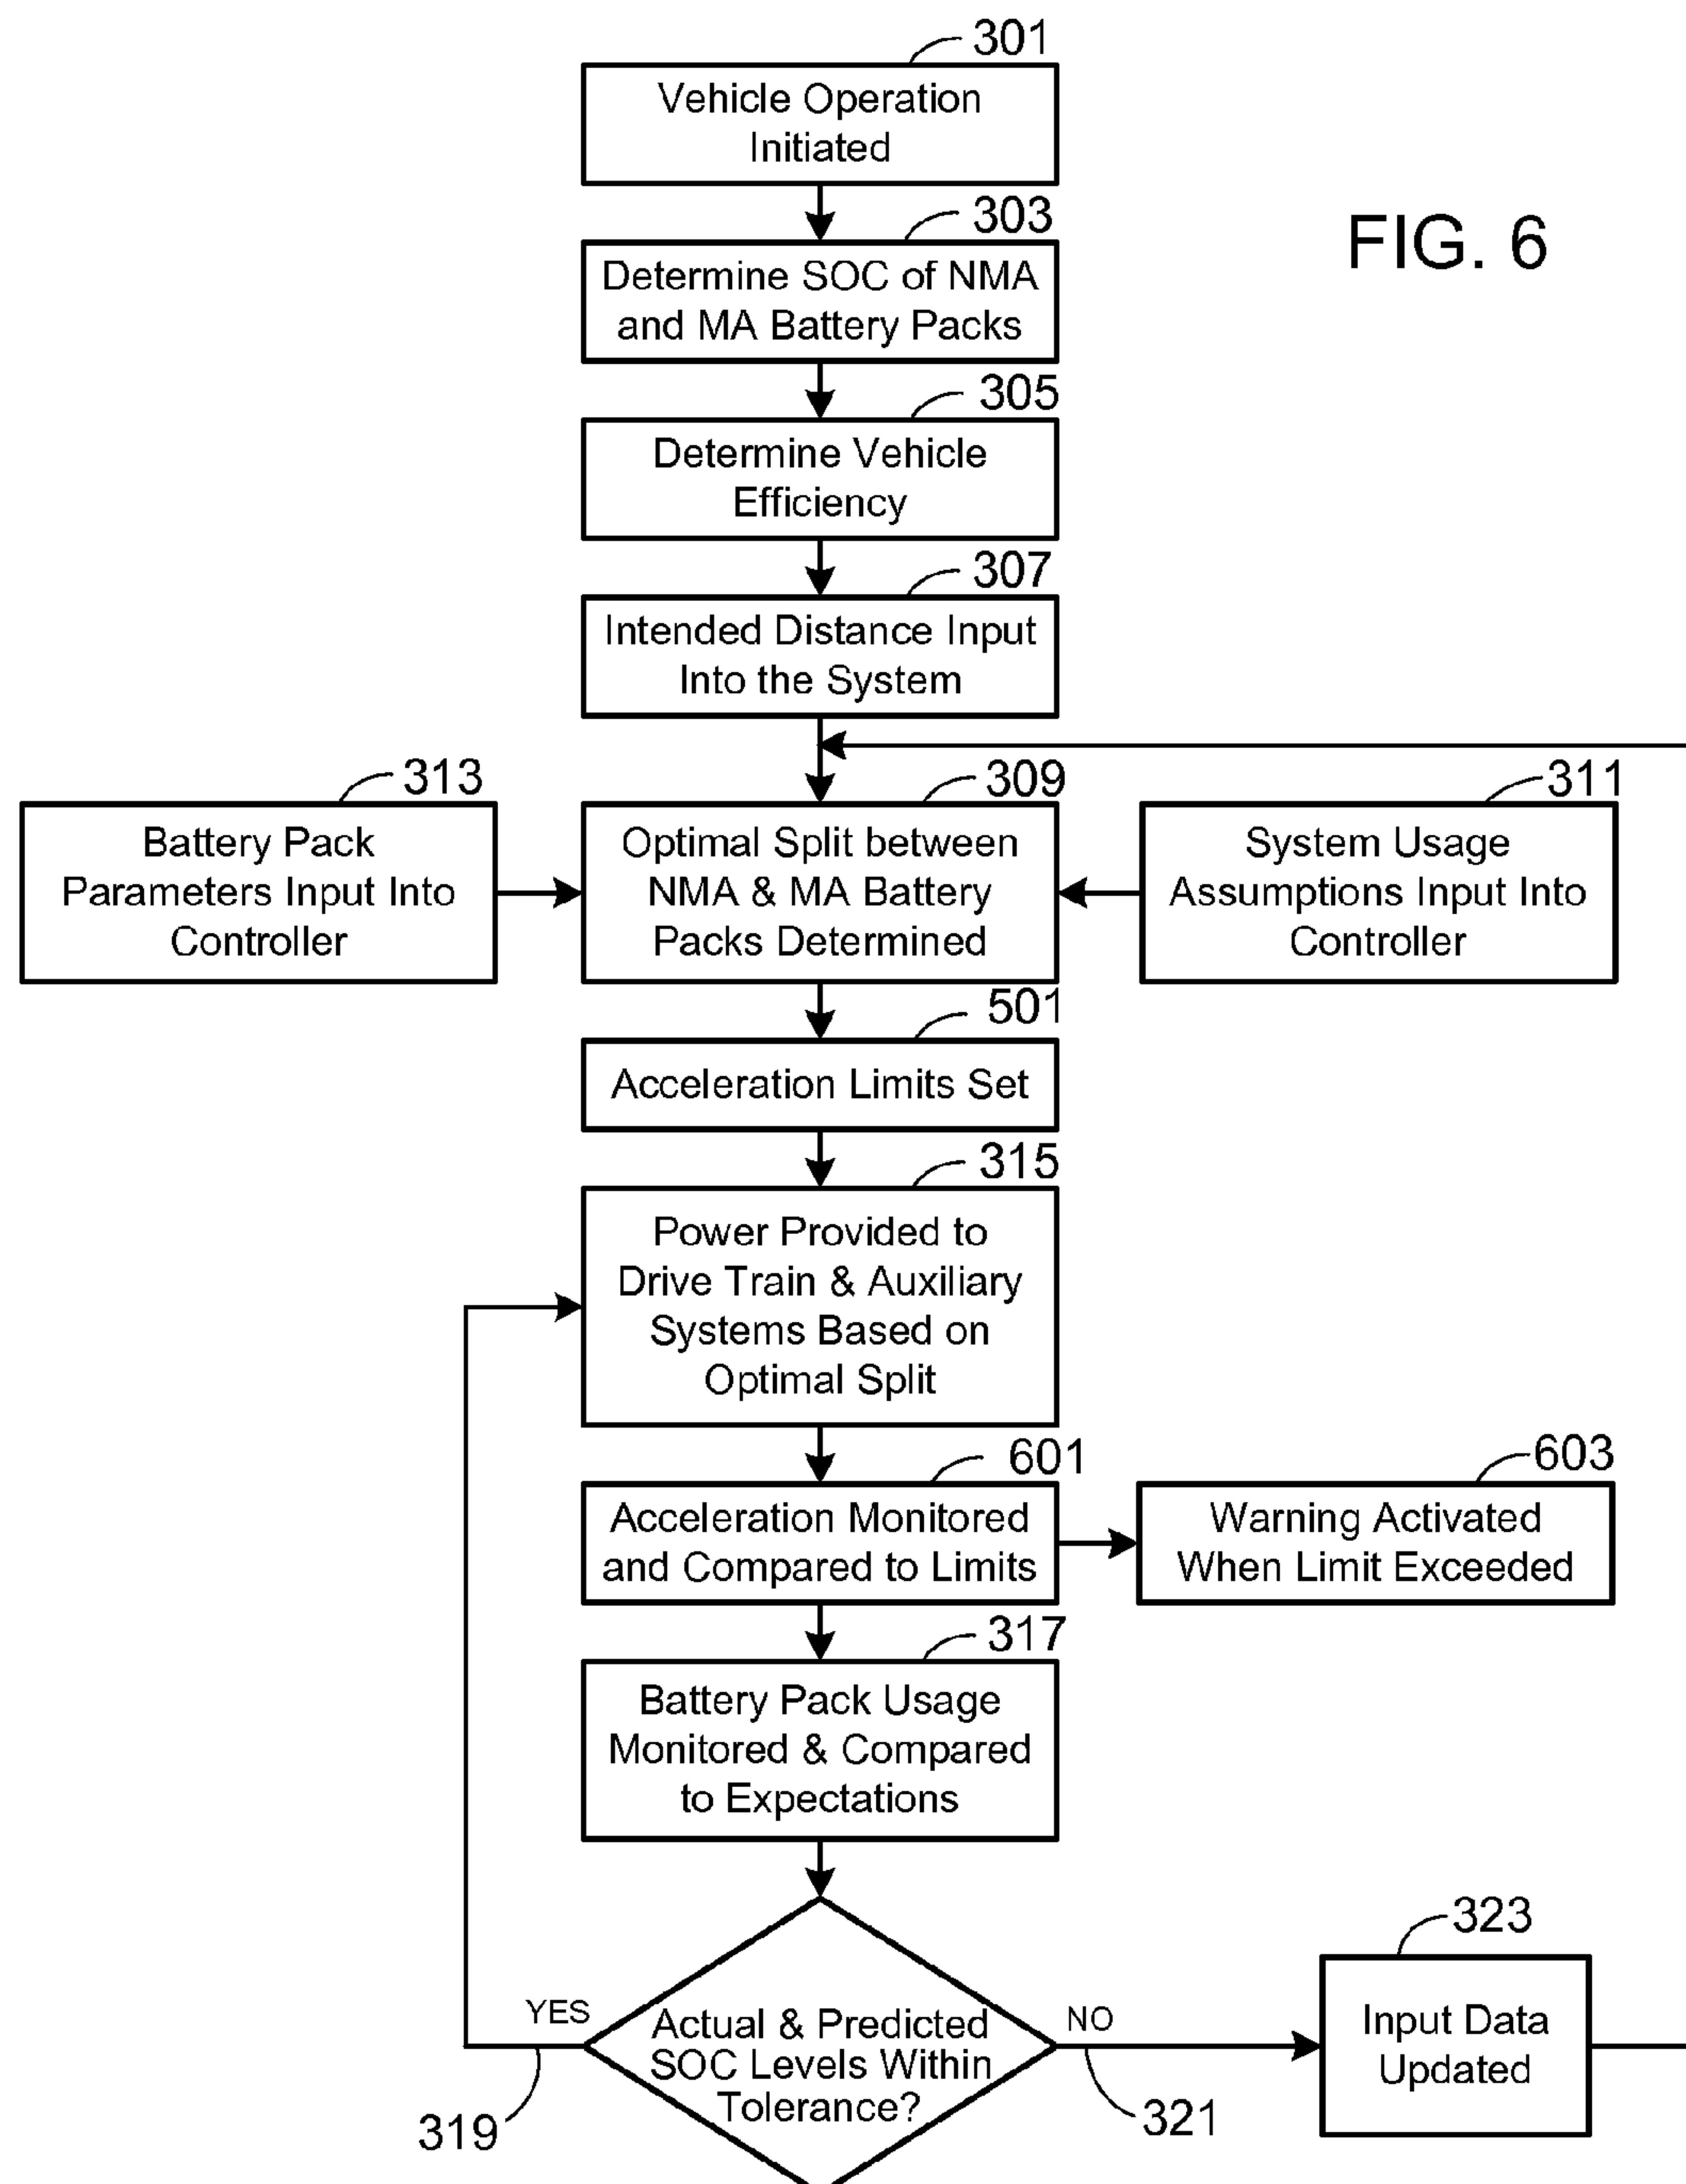 301
Vehicle Operation
Initiated
303
FIG. 6
Determine SOC of NMA
and MA Battery Packs
305
Determine Vehicle
Efficiency
307
Intended Distance Input
Into the System
313
Battery Pack
Parameters Input Into
Controller
309
Optimal Split between
NMA & MA Battery
Packs Determined
311
System Usage
Assumptions Input Into
Controller
501
Acceleration Limits Set
315
Power Provided to
Drive Train & Auxiliary
Systems Based on
Optimal Split
601
Acceleration Monitored
and Compared to Limits
603
Warning Activated
When Limit Exceeded
317
Battery Pack Usage
Monitored & Compared
to Expectations
YES
Actual & Predicted
SOC Levels Within
Tolerance?
NO
323
Input Data
Updated
319
321